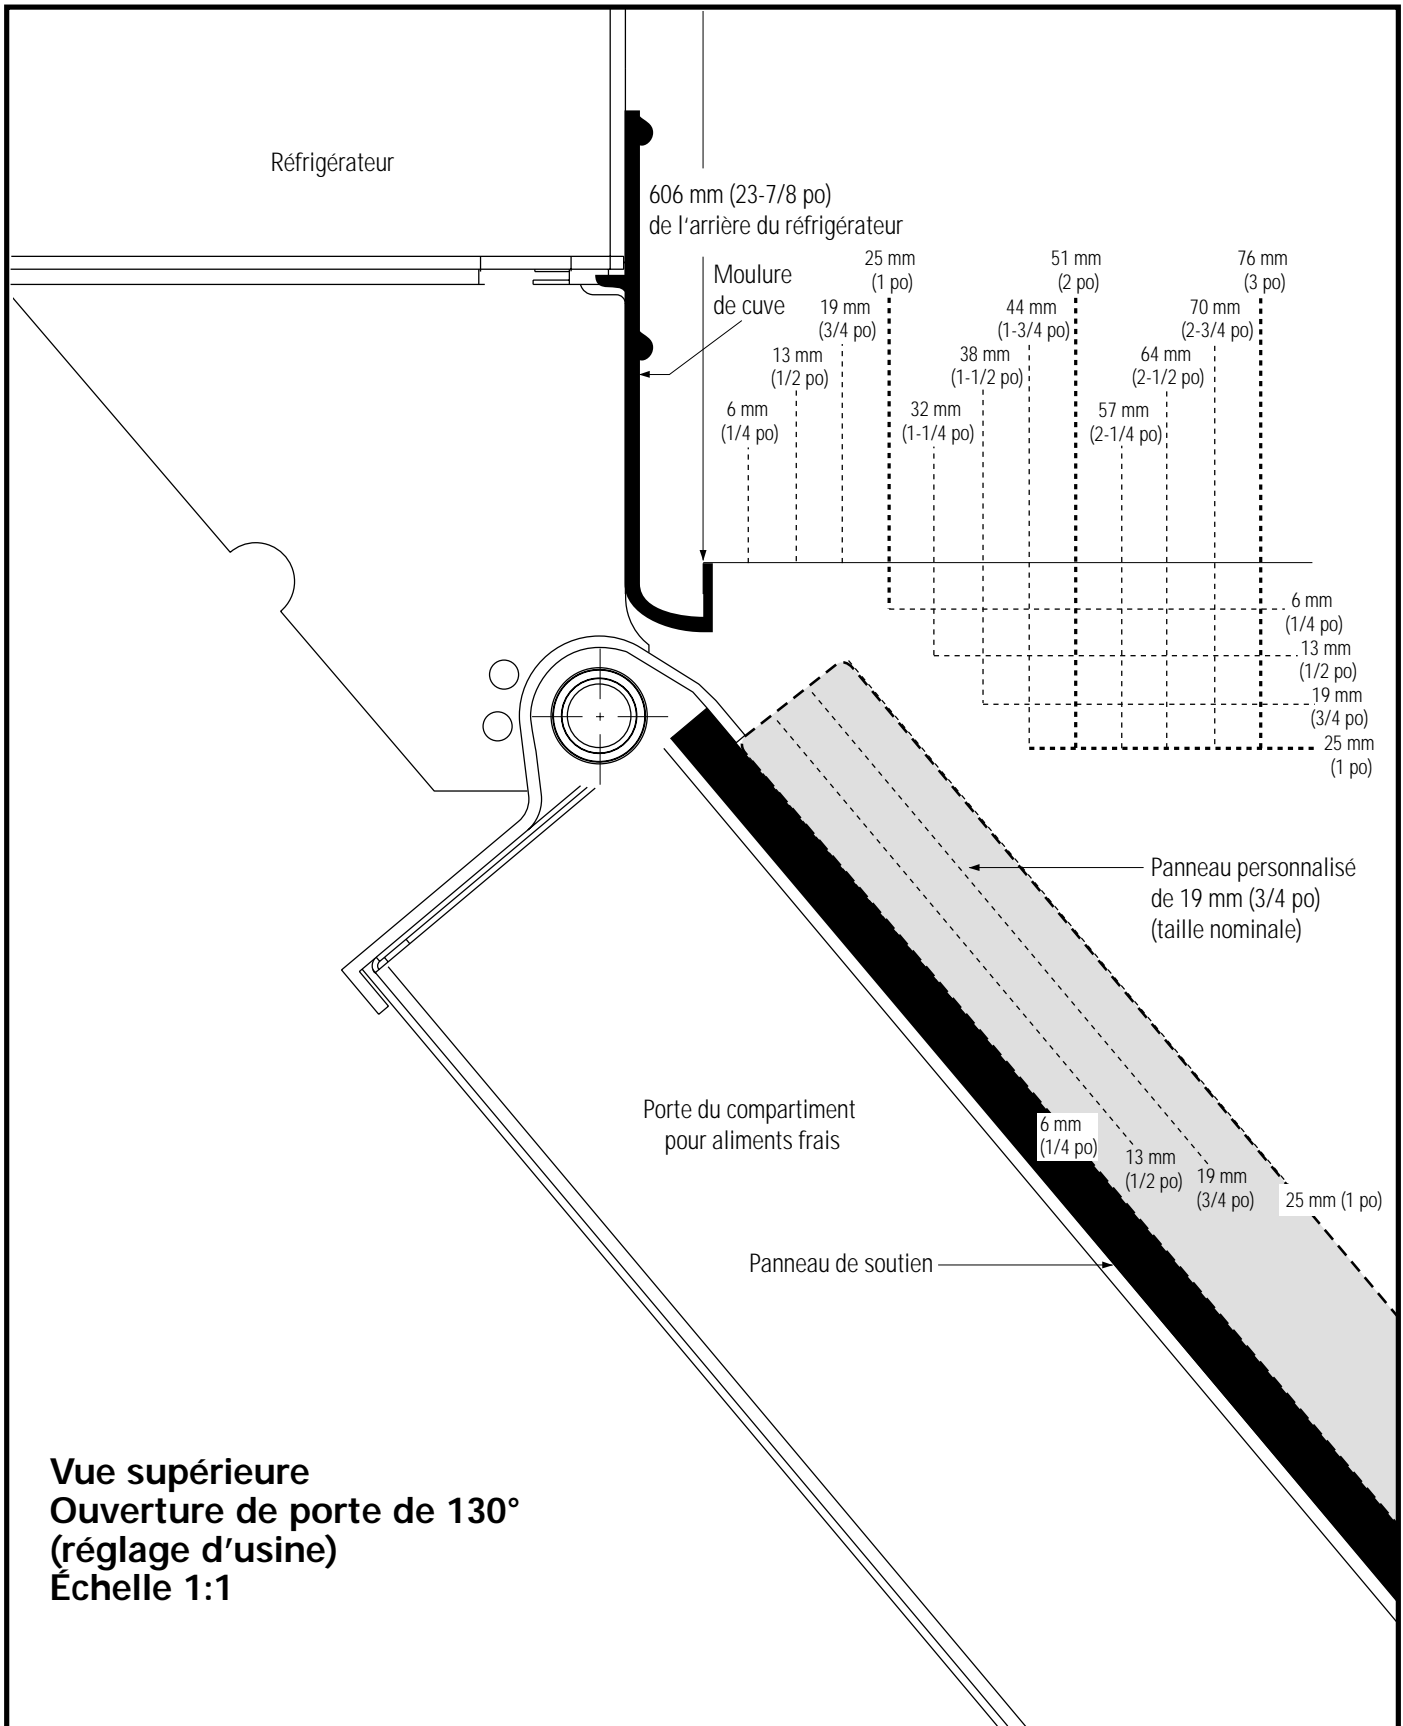 Réfrigérateur
606 mm (23-7/8 po)
de l'arrière du réfrigérateur
Moulure
de cuve
25 mm
(1 po)
51 mm
(2 po)
76 mm
(3 po)
19 mm
(3/4 po)
44 mm
(1-3/4 po)
70 mm
(2-3/4 po)
13 mm
(1/2 po)
38 mm
(1-1/2 po)
64 mm
(2-1/2 po)
6 mm
(1/4 po)
32 mm
(1-1/4 po)
57 mm
(2-1/4 po)
6 mm
(1/4 po)
13 mm
(1/2 po)
19 mm
(3/4 po)
25 mm
(1 po)
Panneau personnalisé
de 19 mm (3/4 po)
(taille nominale)
Porte du compartiment
pour aliments frais
6 mm
(1/4 po)
13 mm
(1/2 po)
19 mm
(3/4 po)
25 mm (1 po)
Panneau de soutien
Vue supérieure
Ouverture de porte de 130°
(réglage d'usine)
Échelle 1:1